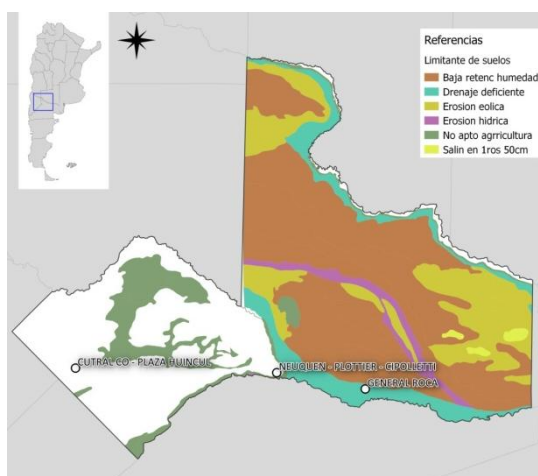 Referencias
Limitante de suelos
Baja retenc humedad
Drenaje deficiente
Erosion eolica
Erosion hidrica
No apto agrricultura
Salin en 1ros 50cm
CUTRAL CO - PLAZA HUINCUL
NEUQUEN - PLOTTIER - CIPOLLETTI
GENERAL ROCA